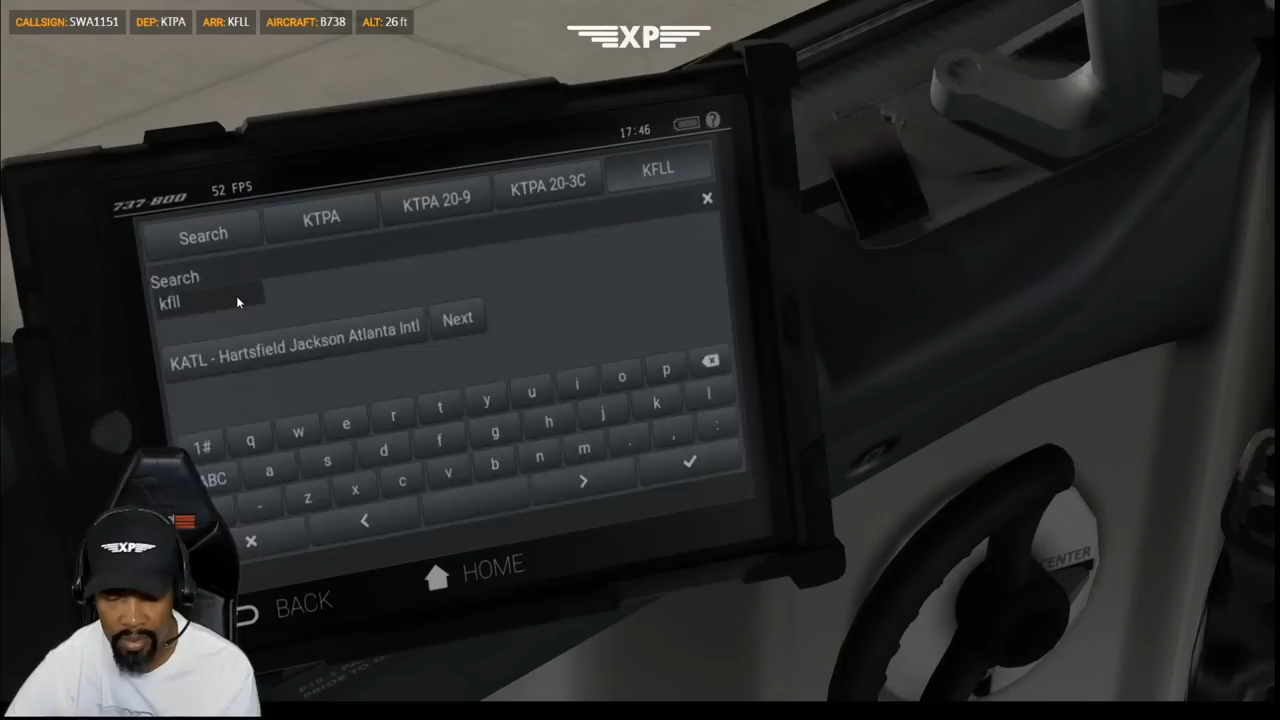 CALLSIGN: SWA1151 DEP: KTPA ARR: KFLL AIRCRAFT: B738 ALT: 26 ft
XP
17:46
737-800 52 FPS
Search KTPA KTPA 20-9 KTPA 20-3C KFLL
Search
kfll
KATL - Hartsfield Jackson Atlanta Intl Next
1# q w e r t y u i o p
ABC a s d f g h j k l
- z x c v b n m . , :
BACK HOME
CENTER
XP